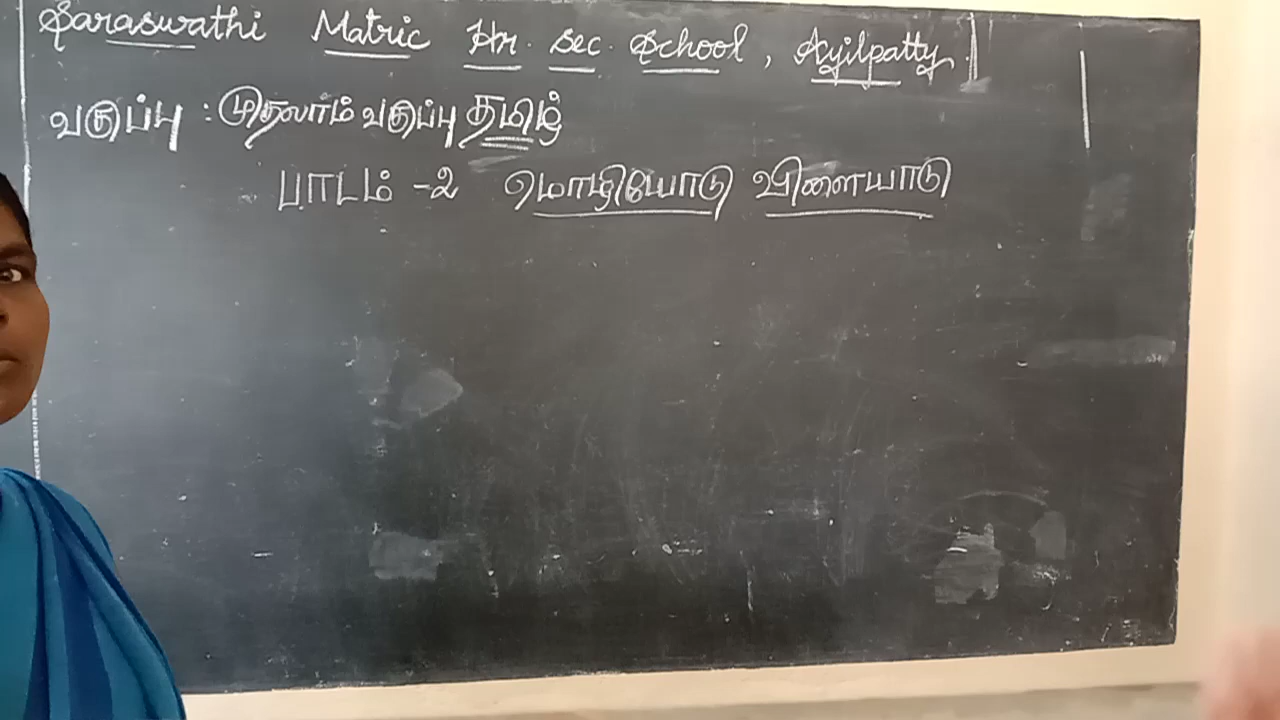 Saraswathi Matric Hr. Sec. School, Ayilpatty.
வகுப்பு : முதலாம் வகுப்பு தமிழ்
பாடம் -2 மொழியோடு விளையாடு